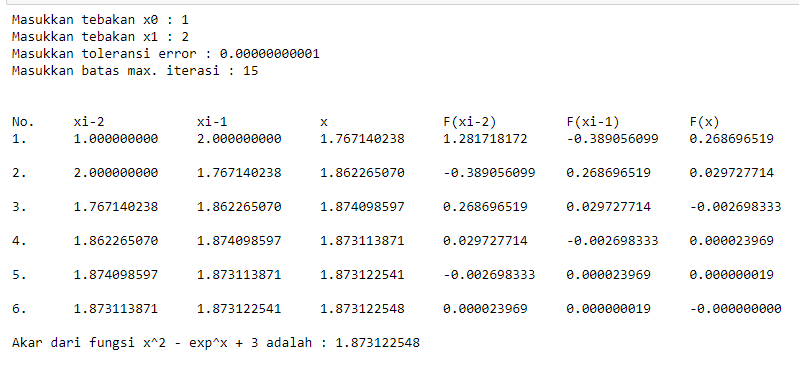 Masukkan tebakan x0 : 1
Masukkan tebakan x1 : 2
Masukkan toleransi error : 0.00000000001
Masukkan batas max. iterasi : 15
No. xi-2 xi-1 x F(xi-2) F(xi-1) F(x)
1. 1.000000000 2.000000000 1.767140238 1.281718172 -0.389056099 0.268696519
2. 2.000000000 1.767140238 1.862265070 -0.389056099 0.268696519 0.029727714
3. 1.767140238 1.862265070 1.874098597 0.268696519 0.029727714 -0.002698333
4. 1.862265070 1.874098597 1.873113871 0.029727714 -0.002698333 0.000023969
5. 1.874098597 1.873113871 1.873122541 -0.002698333 0.000023969 0.000000019
6. 1.873113871 1.873122541 1.873122548 0.000023969 0.000000019 -0.000000000
Akar dari fungsi x^2 - exp^x + 3 adalah : 1.873122548